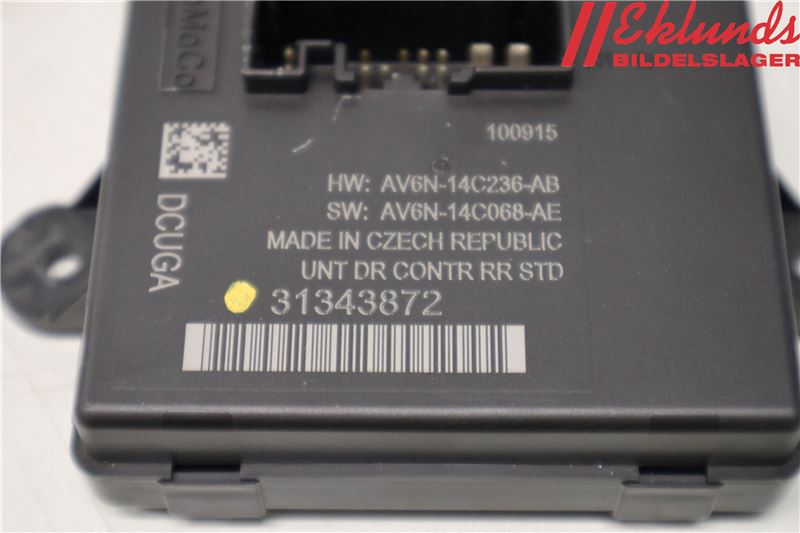 Eklunds
BILDELSLAGER
FoMoCo
100915
HW: AV6N-14C236-AB
SW: AV6N-14C068-AE
MADE IN CZECH REPUBLIC
UNT DR CONTR RR STD
31343872
DCUGA